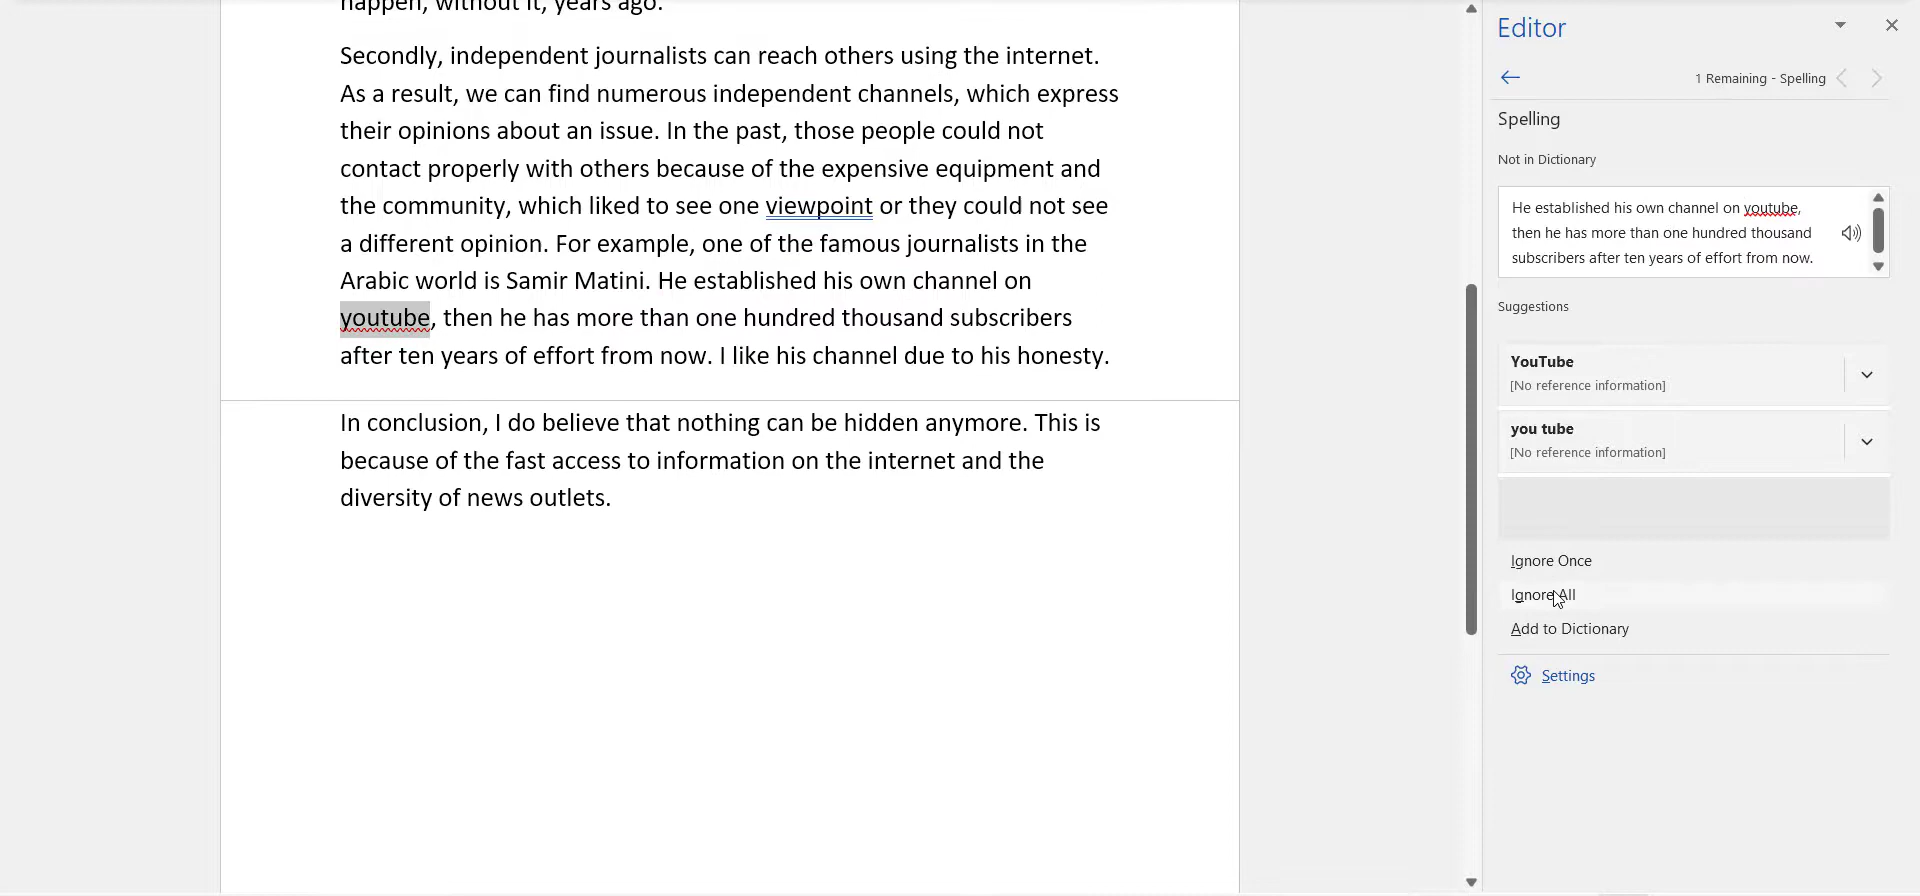 happen, without it, years ago.
Secondly, independent journalists can reach others using the internet.
As a result, we can find numerous independent channels, which express
their opinions about an issue. In the past, those people could not
contact properly with others because of the expensive equipment and
the community, which liked to see one viewpoint or they could not see
a different opinion. For example, one of the famous journalists in the
Arabic world is Samir Matini. He established his own channel on
youtube, then he has more than one hundred thousand subscribers
after ten years of effort from now. I like his channel due to his honesty.
In conclusion, I do believe that nothing can be hidden anymore. This is
because of the fast access to information on the internet and the
diversity of news outlets.
Editor
1 Remaining - Spelling
Spelling
Not in Dictionary
He established his own channel on youtube,
then he has more than one hundred thousand
subscribers after ten years of effort from now.
Suggestions
YouTube
[No reference information]
you tube
[No reference information]
Ignore Once
Ignore All
Add to Dictionary
Settings